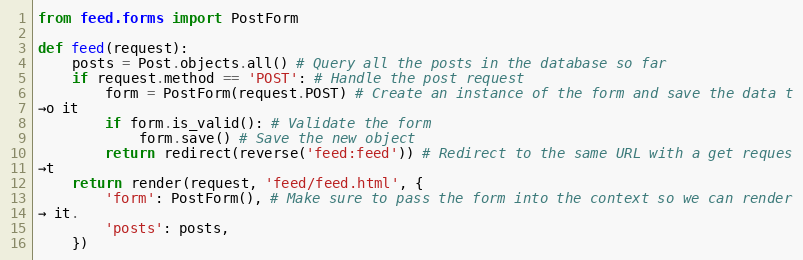 1 from feed.forms import PostForm
2
3 def feed(request):
4     posts = Post.objects.all() # Query all the posts in the database so far
5     if request.method == 'POST': # Handle the post request
6         form = PostForm(request.POST) # Create an instance of the form and save the data t
7 →o it
8         if form.is_valid(): # Validate the form
9             form.save() # Save the new object
10         return redirect(reverse('feed:feed')) # Redirect to the same URL with a get reques
11 →t
12     return render(request, 'feed/feed.html', {
13         'form': PostForm(), # Make sure to pass the form into the context so we can render
14 → it.
15         'posts': posts,
16     })